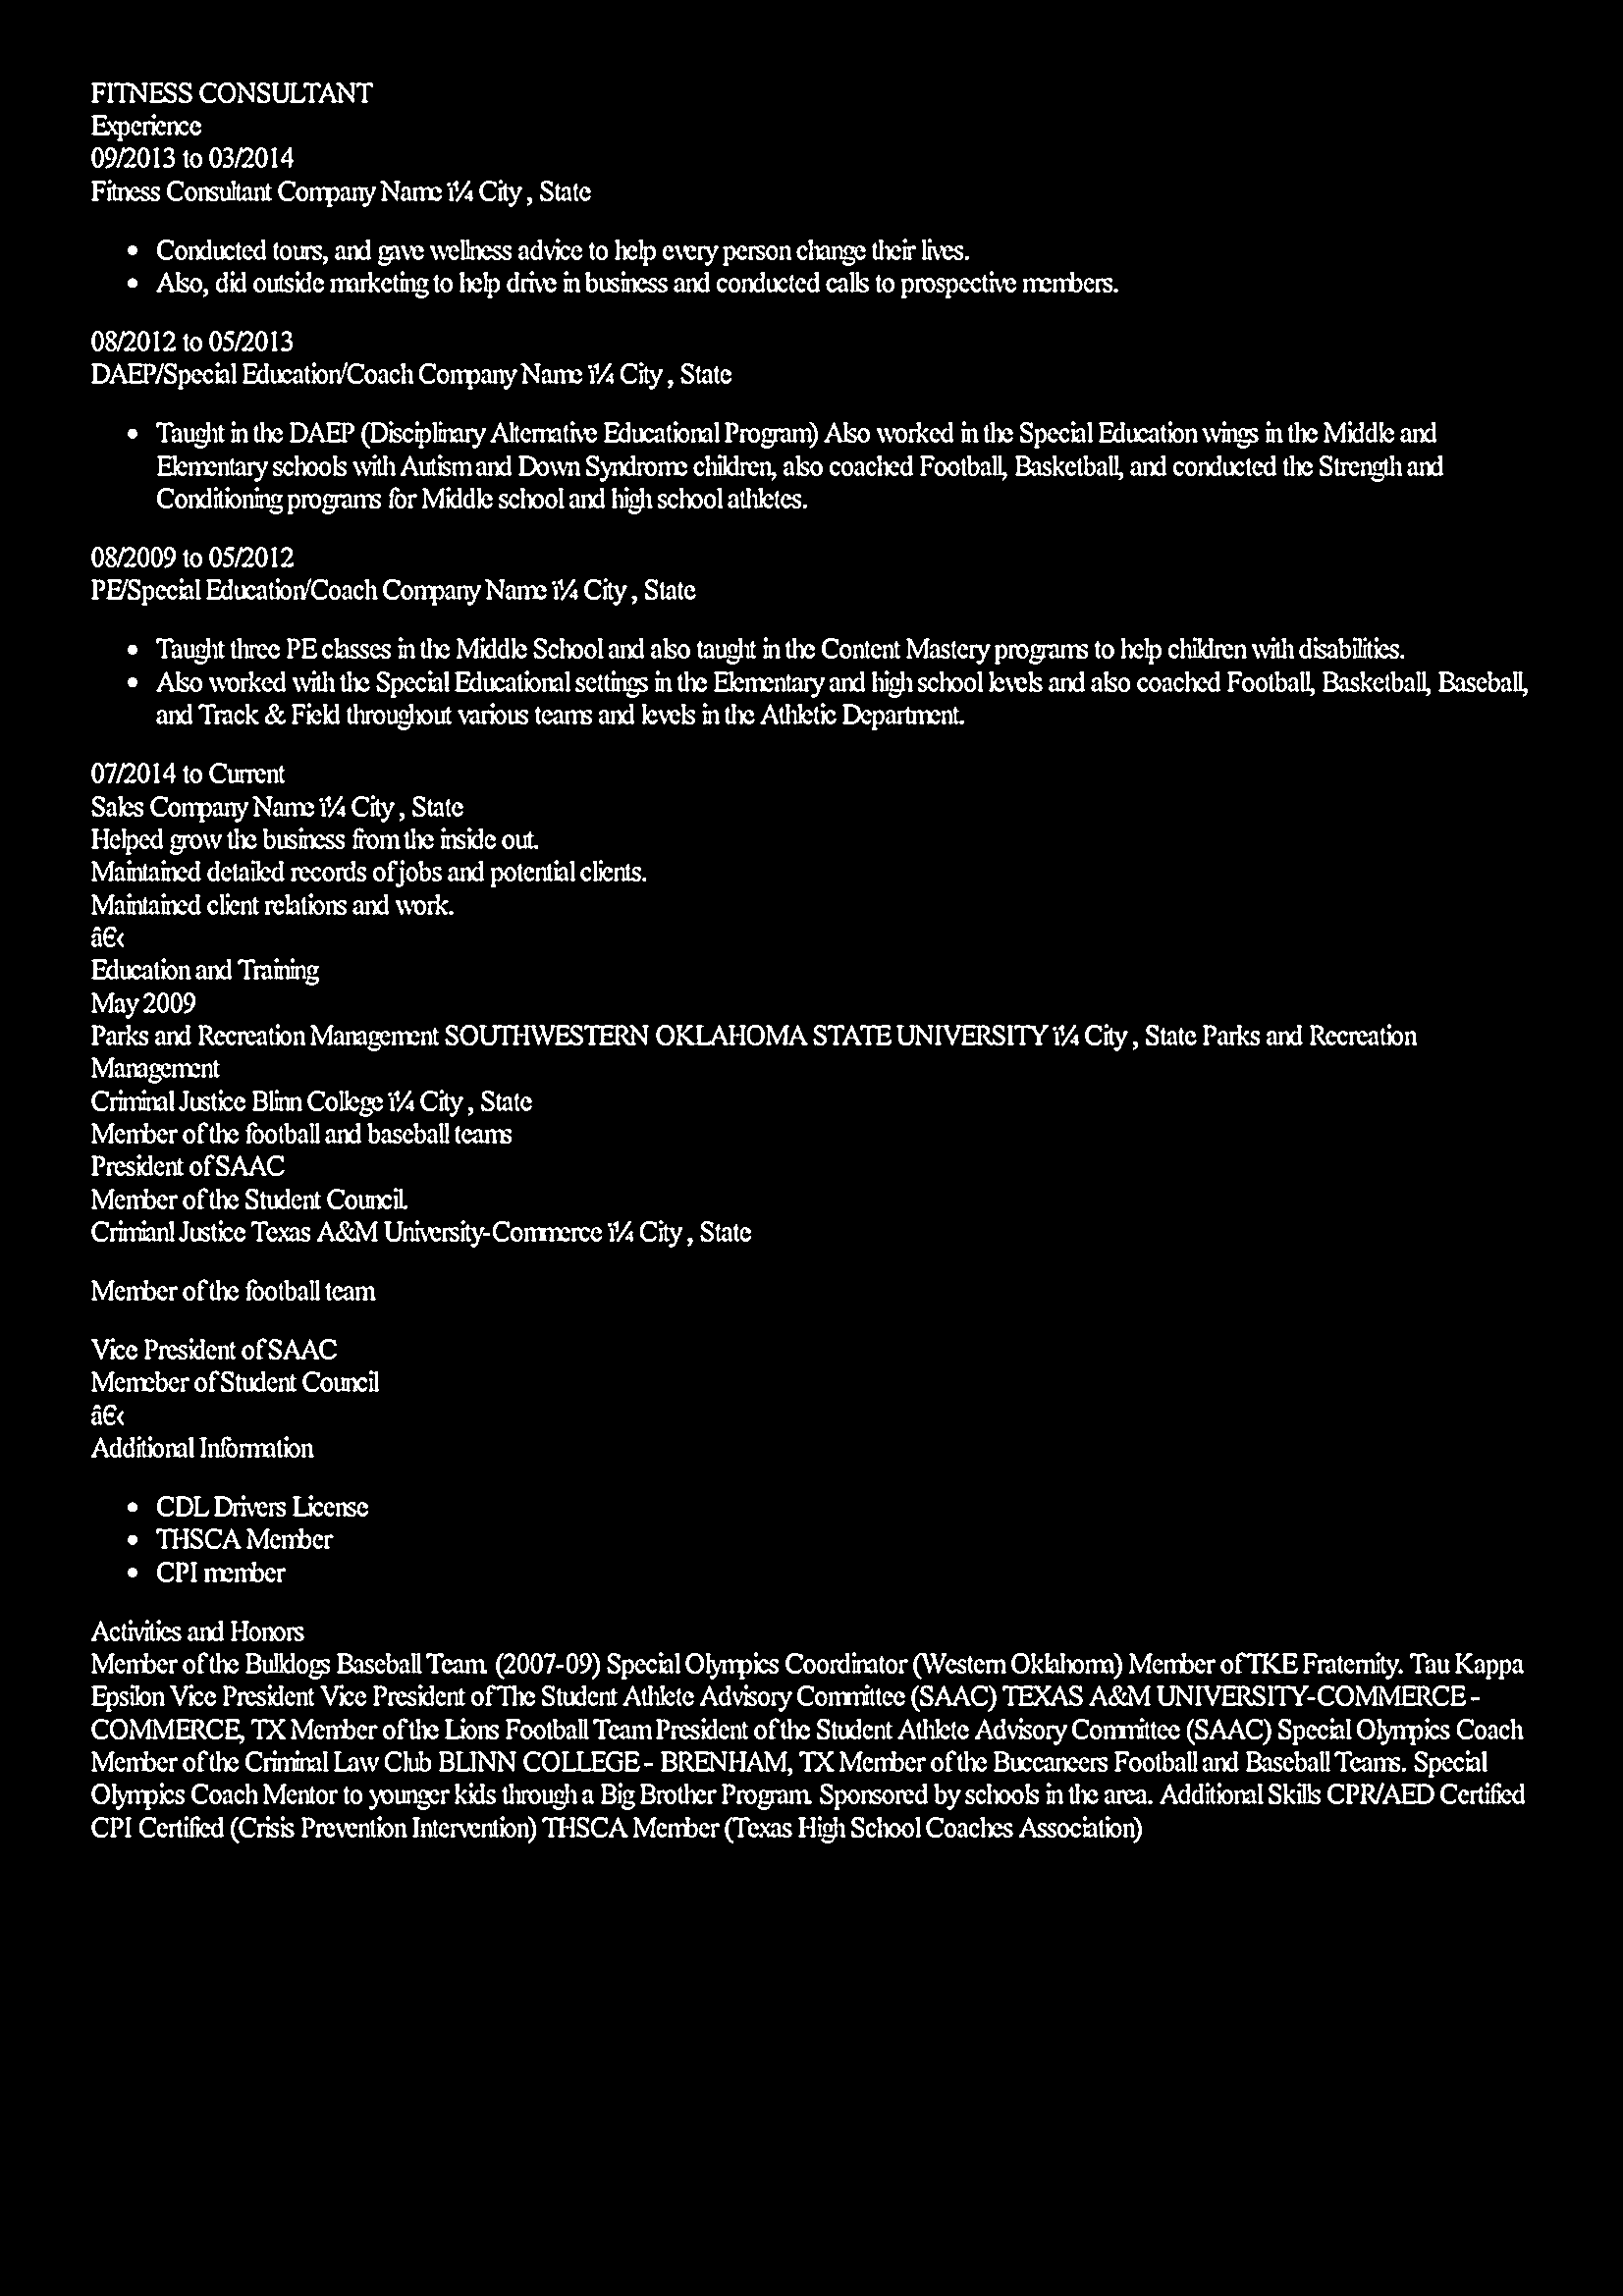 FITNESS CONSULTANT
Experience
09/2013 to 03/2014
Fitness Consultant Company Name ï¼ City , State
• Conducted tours, and gave wellness advice to help every person change their lives.
• Also, did outside marketing to help drive in business and conducted calls to prospective members.
08/2012 to 05/2013
DAEP/Special Education/Coach Company Name ï¼ City , State
• Taught in the DAEP (Disciplinary Alternative Educational Program) Also worked in the Special Education wings in the Middle and
Elementary schools with Autism and Down Syndrome children, also coached Football, Basketball, and conducted the Strength and
Conditioning programs for Middle school and high school athletes.
08/2009 to 05/2012
PE/Special Education/Coach Company Name ï¼ City , State
• Taught three PE classes in the Middle School and also taught in the Content Mastery programs to help children with disabilities.
• Also worked with the Special Educational settings in the Elementary and high school levels and also coached Football, Basketball, Baseball,
and Track & Field throughout various teams and levels in the Athletic Department.
07/2014 to Current
Sales Company Name ï¼ City , State
Helped grow the business from the inside out.
Maintained detailed records of jobs and potential clients.
Maintained client relations and work.
â€‹
Education and Training
May 2009
Parks and Recreation Management SOUTHWESTERN OKLAHOMA STATE UNIVERSITY ï¼ City , State Parks and Recreation
Management
Criminal Justice Blinn College ï¼ City , State
Member of the football and baseball teams
President of SAAC
Member of the Student Council.
Crimianl Justice Texas A&M University-Commerce ï¼ City , State
Member of the football team
Vice President of SAAC
Memeber of Student Council
â€‹
Additional Information
• CDL Drivers License
• THSCA Member
• CPI member
Activities and Honors
Member of the Bulldogs Baseball Team. (2007-09) Special Olympics Coordinator (Western Oklahoma) Member of TKE Fraternity. Tau Kappa
Epsilon Vice President Vice President of The Student Athlete Advisory Committee (SAAC) TEXAS A&M UNIVERSITY-COMMERCE -
COMMERCE, TX Member of the Lions Football Team President of the Student Athlete Advisory Committee (SAAC) Special Olympics Coach
Member of the Criminal Law Club BLINN COLLEGE - BRENHAM, TX Member of the Buccaneers Football and Baseball Teams. Special
Olympics Coach Mentor to younger kids through a Big Brother Program. Sponsored by schools in the area. Additional Skills CPR/AED Certified
CPI Certified (Crisis Prevention Intervention) THSCA Member (Texas High School Coaches Association)